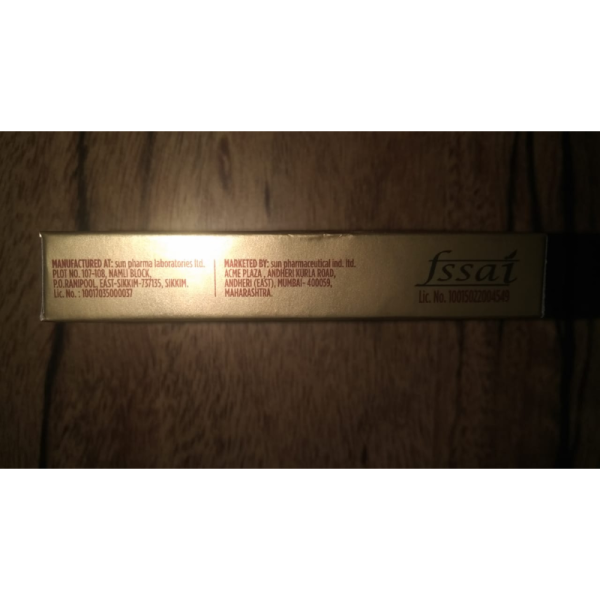 MANUFACTURED AT: sun pharma laboratories ltd.
PLOT NO. 107-108, NAMLI BLOCK,
P.O.RANIPOOL, EAST-SIKKIM-737135, SIKKIM.
Lic. No. : 10017035000037
MARKETED BY: sun pharmaceutical ind. ltd.
ACME PLAZA , ANDHERI KURLA ROAD,
ANDHERI (EAST), MUMBAI- 400059,
MAHARASHTRA.
fssai
Lic. No. 10015022004549